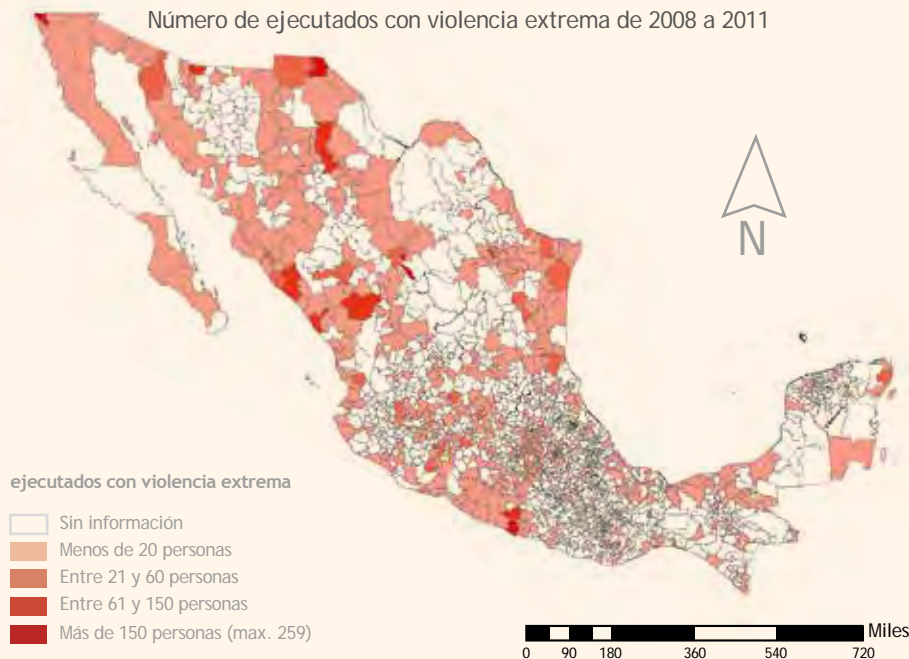 Número de ejecutados con violencia extrema de 2008 a 2011
N
ejecutados con violencia extrema
Sin información
Menos de 20 personas
Entre 21 y 60 personas
Entre 61 y 150 personas
Más de 150 personas (max. 259)
Miles
0 90 180 360 540 720